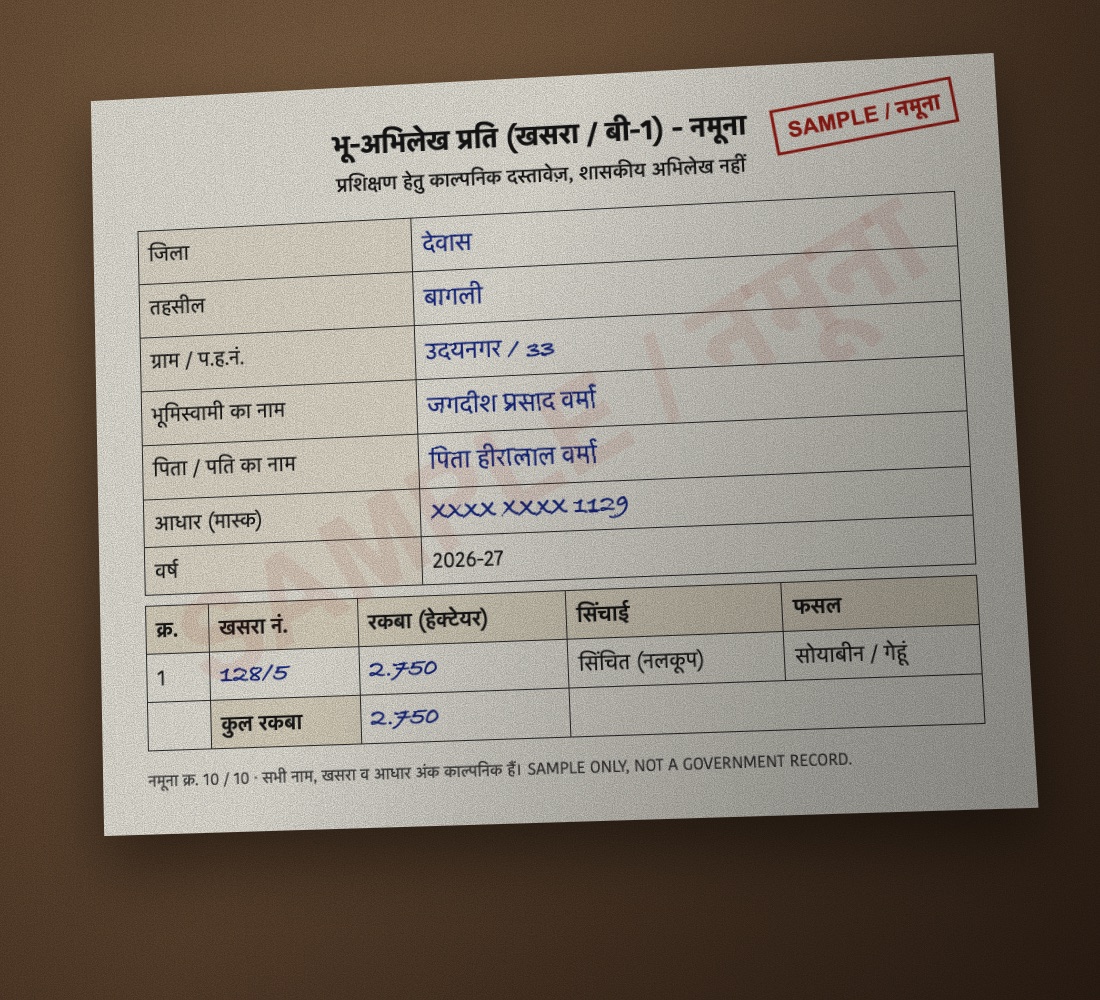 भू-अभिलेख प्रति (खसरा / बी-1) - नमूना
SAMPLE / नमूना
प्रशिक्षण हेतु काल्पनिक दस्तावेज़, शासकीय अभिलेख नहीं
जिला देवास
तहसील बागली
ग्राम / प.ह.नं. उदयनगर / 33
भूमिस्वामी का नाम जगदीश प्रसाद वर्मा
पिता / पति का नाम पिता हीरालाल वर्मा
आधार (मास्क) XXXX XXXX 1129
वर्ष 2026-27
SAMPLE / नमूना
क्र. खसरा नं. रकबा (हेक्टेयर) सिंचाई फसल
1 128/5 2.750 सिंचित (नलकूप) सोयाबीन / गेहूं
कुल रकबा 2.750
नमूना क्र. 10 / 10 · सभी नाम, खसरा व आधार अंक काल्पनिक हैं। SAMPLE ONLY, NOT A GOVERNMENT RECORD.